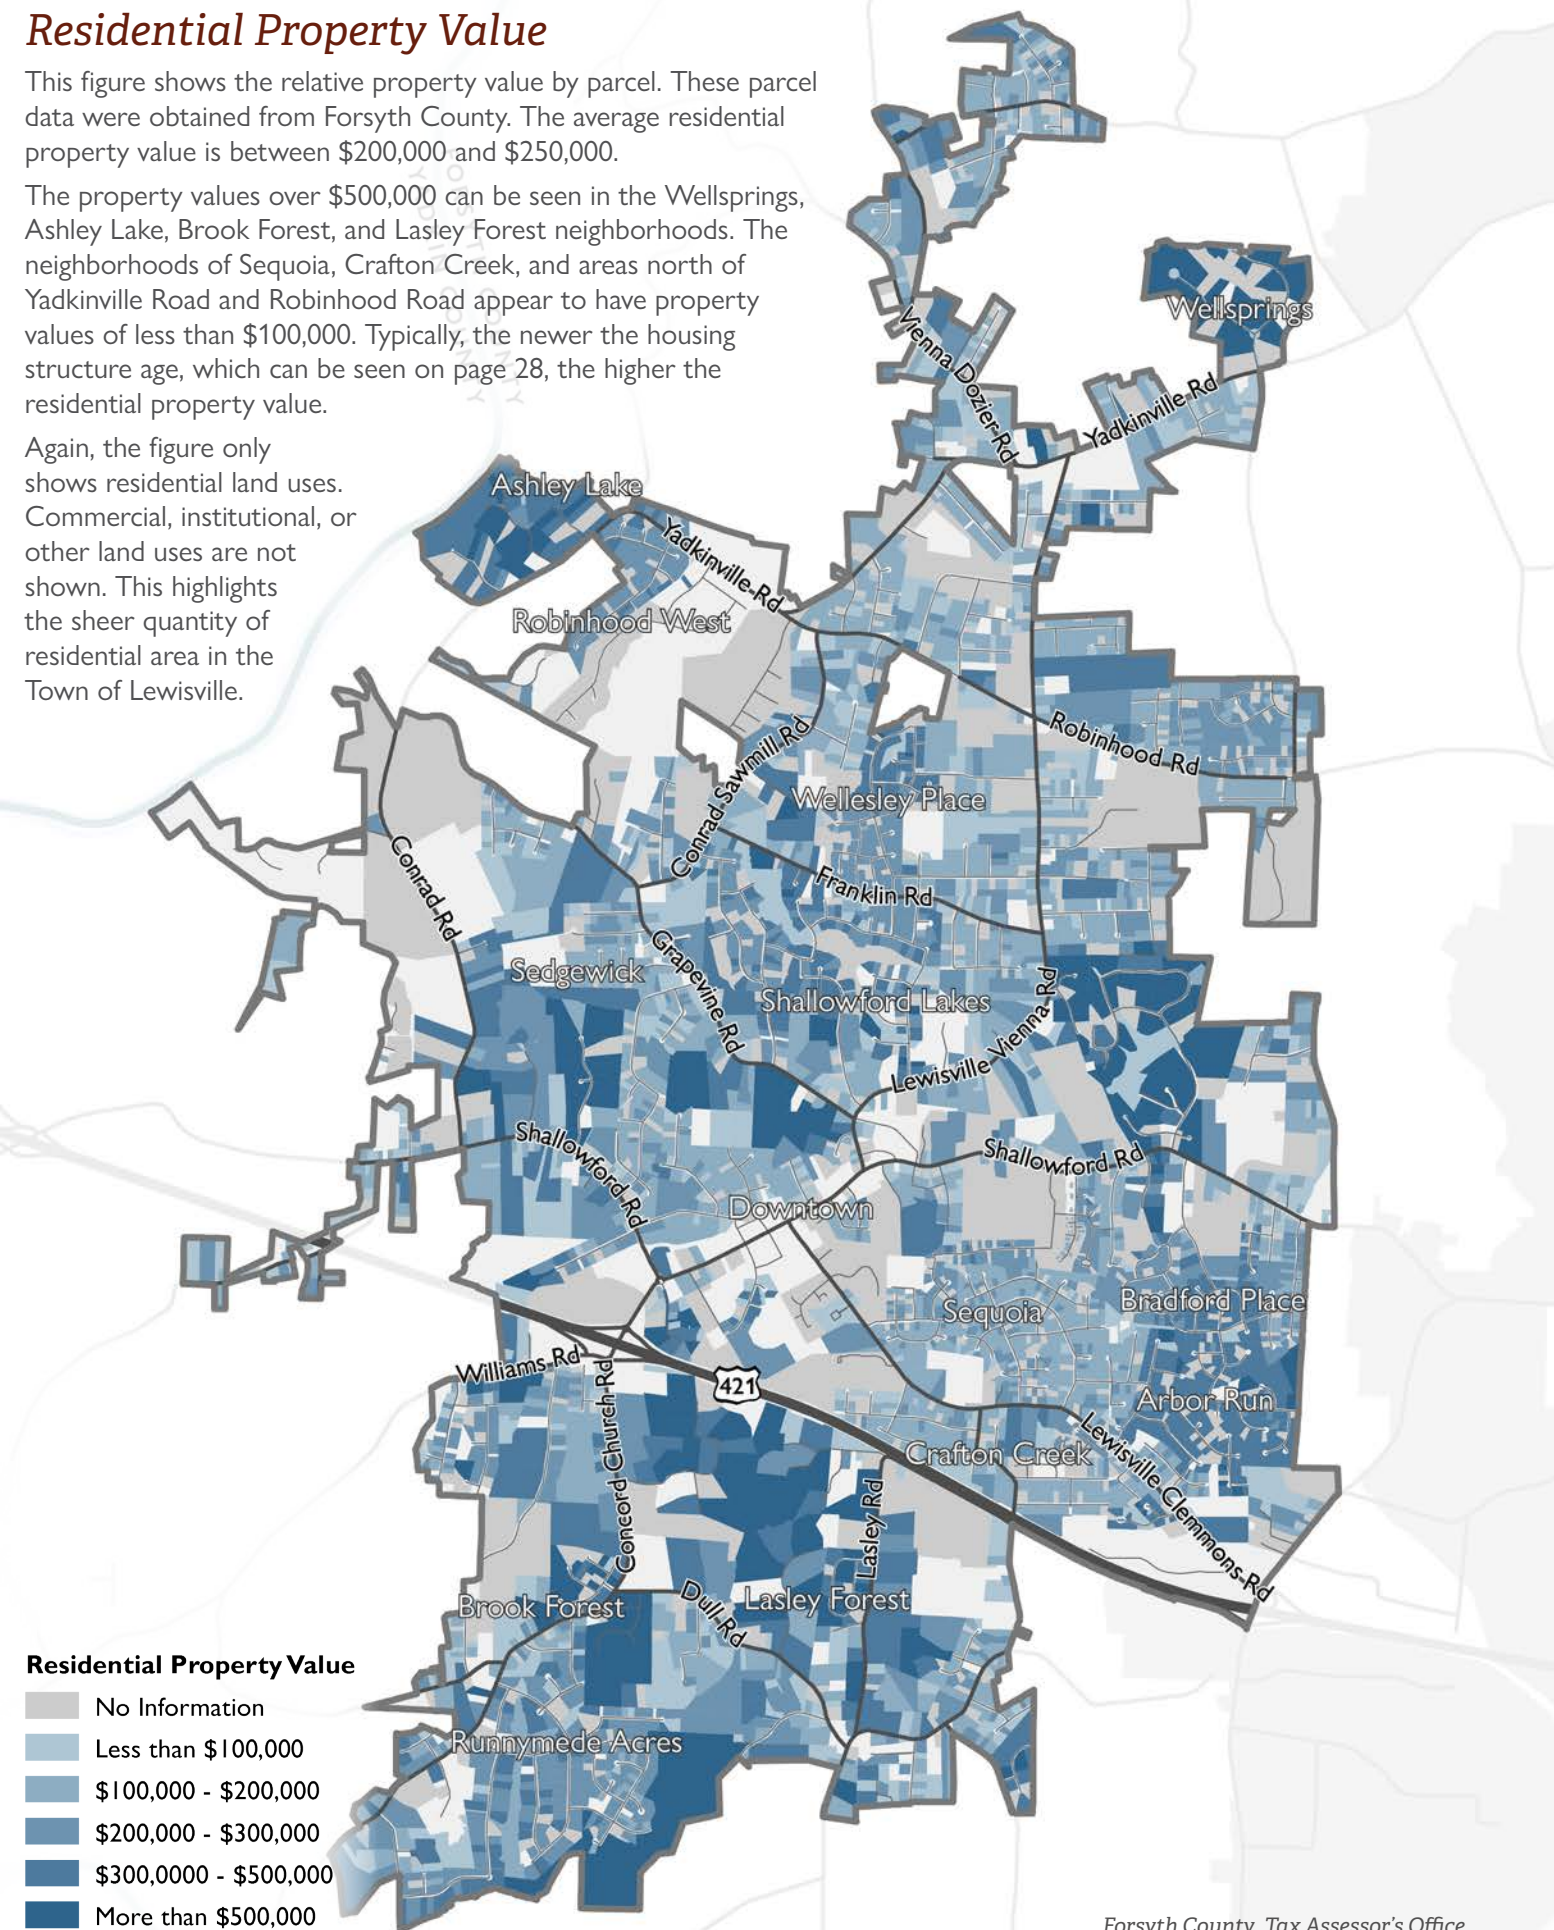 Residential Property Value
This figure shows the relative property value by parcel. These parcel
data were obtained from Forsyth County. The average residential
property value is between $200,000 and $250,000.
The property values over $500,000 can be seen in the Wellsprings,
Ashley Lake, Brook Forest, and Lasley Forest neighborhoods. The
neighborhoods of Sequoia, Crafton Creek, and areas north of
Yadkinville Road and Robinhood Road appear to have property
values of less than $100,000. Typically, the newer the housing
structure age, which can be seen on page 28, the higher the
residential property value.
Again, the figure only
shows residential land uses.
Commercial, institutional, or
other land uses are not
shown. This highlights
the sheer quantity of
residential area in the
Town of Lewisville.
FORSYTH COUNTY
YADKIN COUNTY
Wellsprings
Vienna Dozier Rd
Yadkinville Rd
Ashley Lake
Yadkinville Rd
Robinhood West
Robinhood Rd
Conrad Sawmill Rd
Wellesley Place
Conrad Rd
Franklin Rd
Grapevine Rd
Sedgewick
Shallowford Lakes
Lewisville Vienna Rd
Shallowford Rd
Shallowford Rd
Downtown
Sequoia
Bradford Place
Williams Rd
421
Arbor Run
Concord Church Rd
Crafton Creek
Lewisville Clemmons Rd
Lasley Rd
Brook Forest
Dull Rd
Lasley Forest
Runnymede Acres
Residential Property Value
No Information
Less than $100,000
$100,000 - $200,000
$200,000 - $300,000
$300,0000 - $500,000
More than $500,000
Forsyth County, Tax Assessor's Office